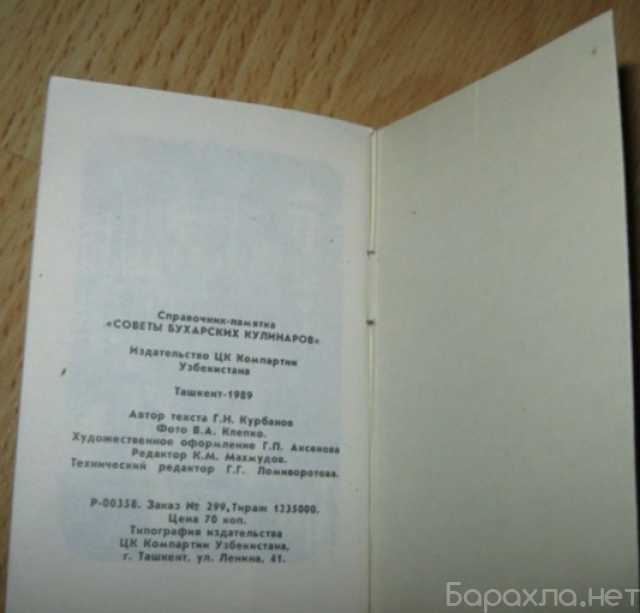 Справочник-памятка
«СОВЕТЫ БУХАРСКИХ КУЛИНАРОВ»
Издательство ЦК Компартии
Узбекистана
Ташкент-1989
Автор текста Г.Н. Курбанов
Фото В.А. Клепко.
Художественное оформление Г.П. Аксенова
Редактор К.М. Махмудов.
Технический редактор Г.Г. Ломиворотова.
Р-00358. Заказ № 299, Тираж 1235000.
Цена 70 коп.
Типография издательства
ЦК Компартии Узбекистана,
г. Ташкент, ул. Ленина, 41.
Барахла.нет